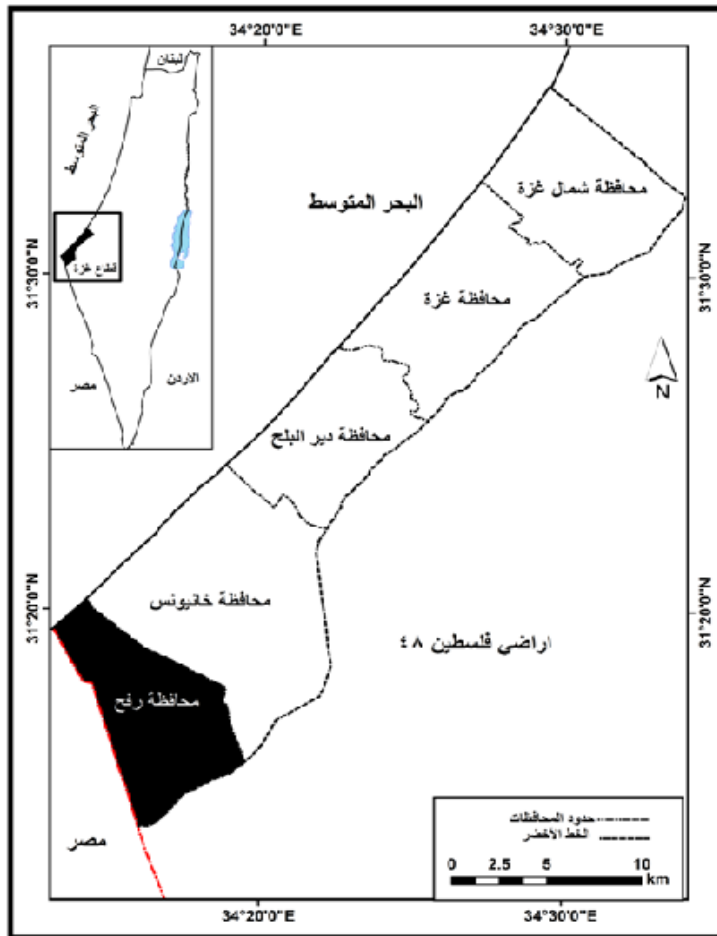 34°20'0"E
34°30'0"E
لبنان
البحر المتوسط
قطاع غزة
مصر
الأردن
31°30'0"N
31°30'0"N
البحر المتوسط
محافظة شمال غزة
محافظة غزة
N
محافظة دير البلح
محافظة خانيونس
31°20'0"N
31°20'0"N
اراضي فلسطين ٤٨
محافظة رفح
مصر
حدود المحافظات
الخط الأخضر
0 2.5 5 10
km
34°20'0"E
34°30'0"E